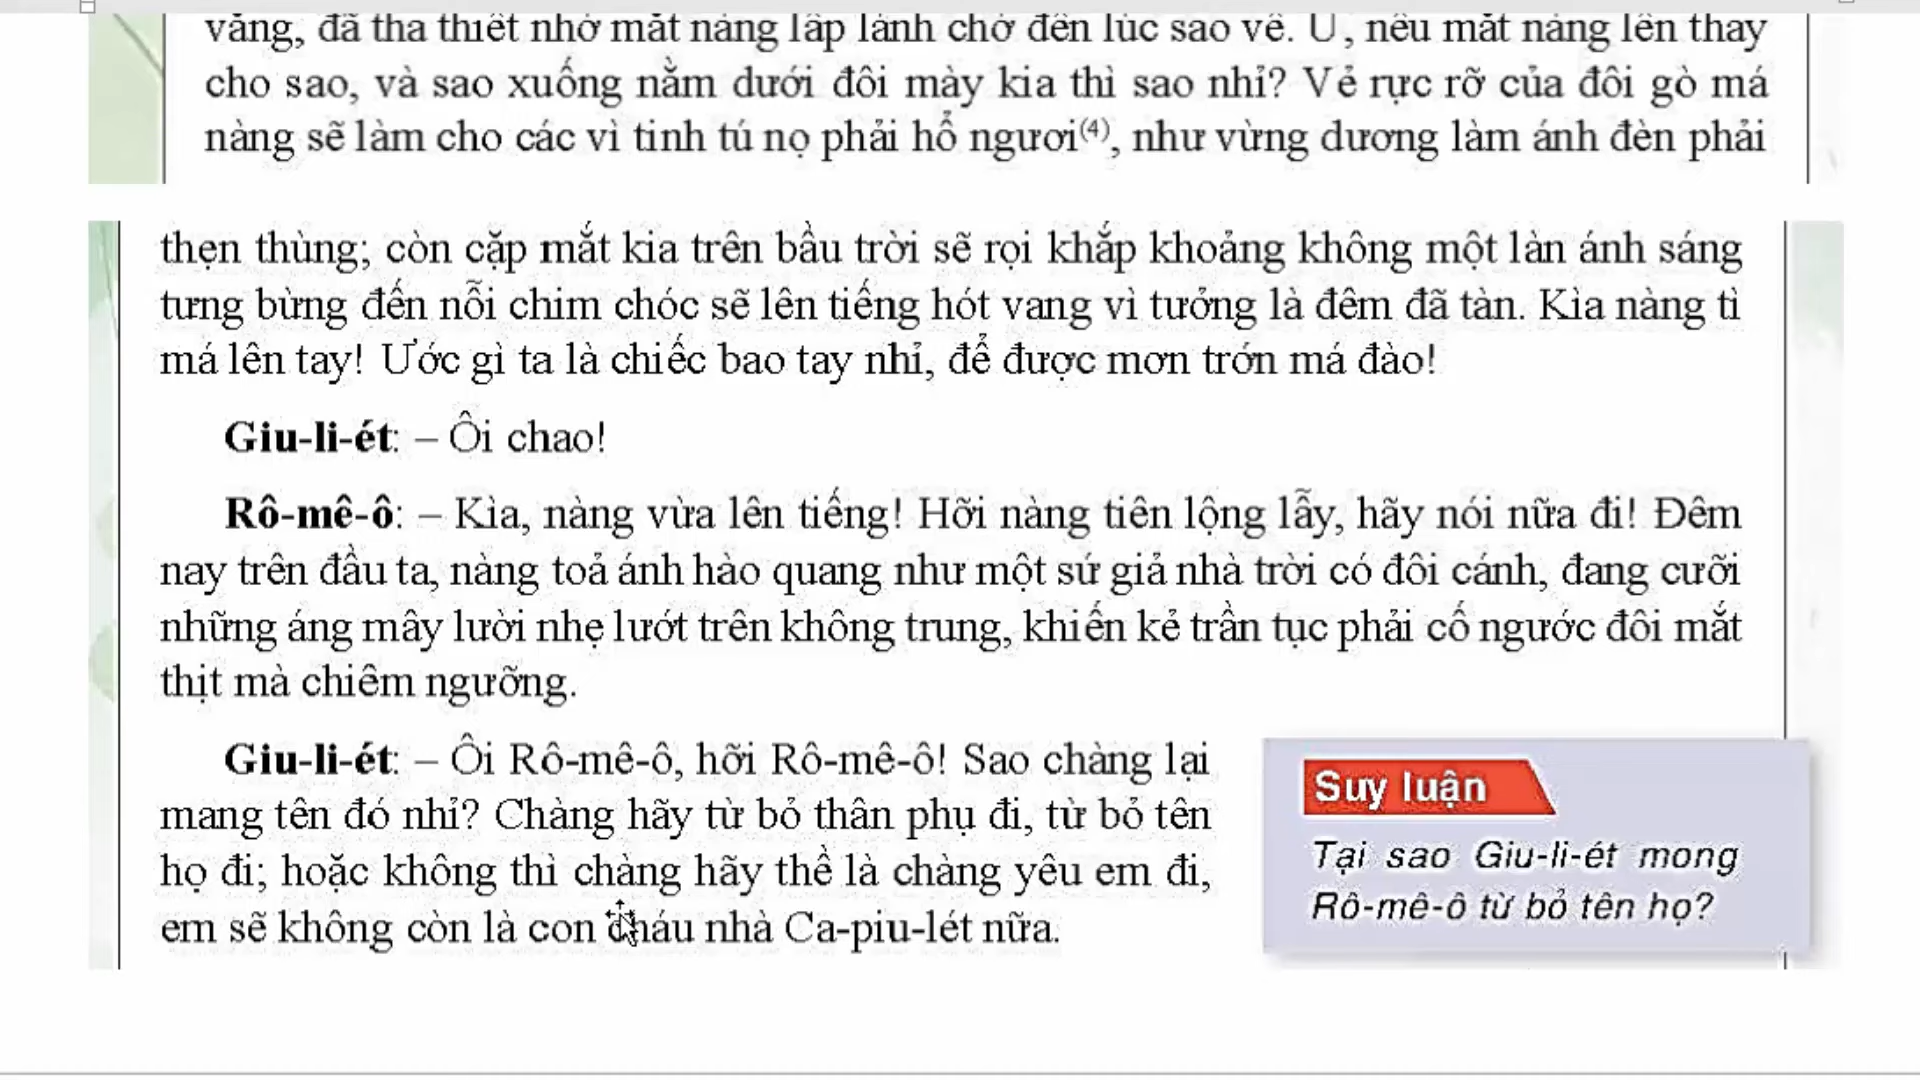 vắng, đã tha thiết nhờ mắt nàng lấp lánh chờ đến lúc sao về. Ừ, nếu mắt nàng lên thay
cho sao, và sao xuống nằm dưới đôi mày kia thì sao nhỉ? Vẻ rực rỡ của đôi gò má
nàng sẽ làm cho các vì tinh tú nọ phải hổ ngươi(4), như vừng dương làm ánh đèn phải
thẹn thùng; còn cặp mắt kia trên bầu trời sẽ rọi khắp khoảng không một làn ánh sáng
tưng bừng đến nỗi chim chóc sẽ lên tiếng hót vang vì tưởng là đêm đã tàn. Kìa nàng tì
má lên tay! Ước gì ta là chiếc bao tay nhỉ, để được mơn trớn má đào!
Giu-li-ét: – Ôi chao!
Rô-mê-ô: – Kìa, nàng vừa lên tiếng! Hỡi nàng tiên lộng lẫy, hãy nói nữa đi! Đêm
nay trên đầu ta, nàng toả ánh hào quang như một sứ giả nhà trời có đôi cánh, đang cưỡi
những áng mây lười nhẹ lướt trên không trung, khiến kẻ trần tục phải cố ngước đôi mắt
thịt mà chiêm ngưỡng.
Giu-li-ét: – Ôi Rô-mê-ô, hỡi Rô-mê-ô! Sao chàng lại
mang tên đó nhỉ? Chàng hãy từ bỏ thân phụ đi, từ bỏ tên
họ đi; hoặc không thì chàng hãy thề là chàng yêu em đi,
em sẽ không còn là con cháu nhà Ca-piu-lét nữa.
Suy luận
Tại sao Giu-li-ét mong
Rô-mê-ô từ bỏ tên họ?